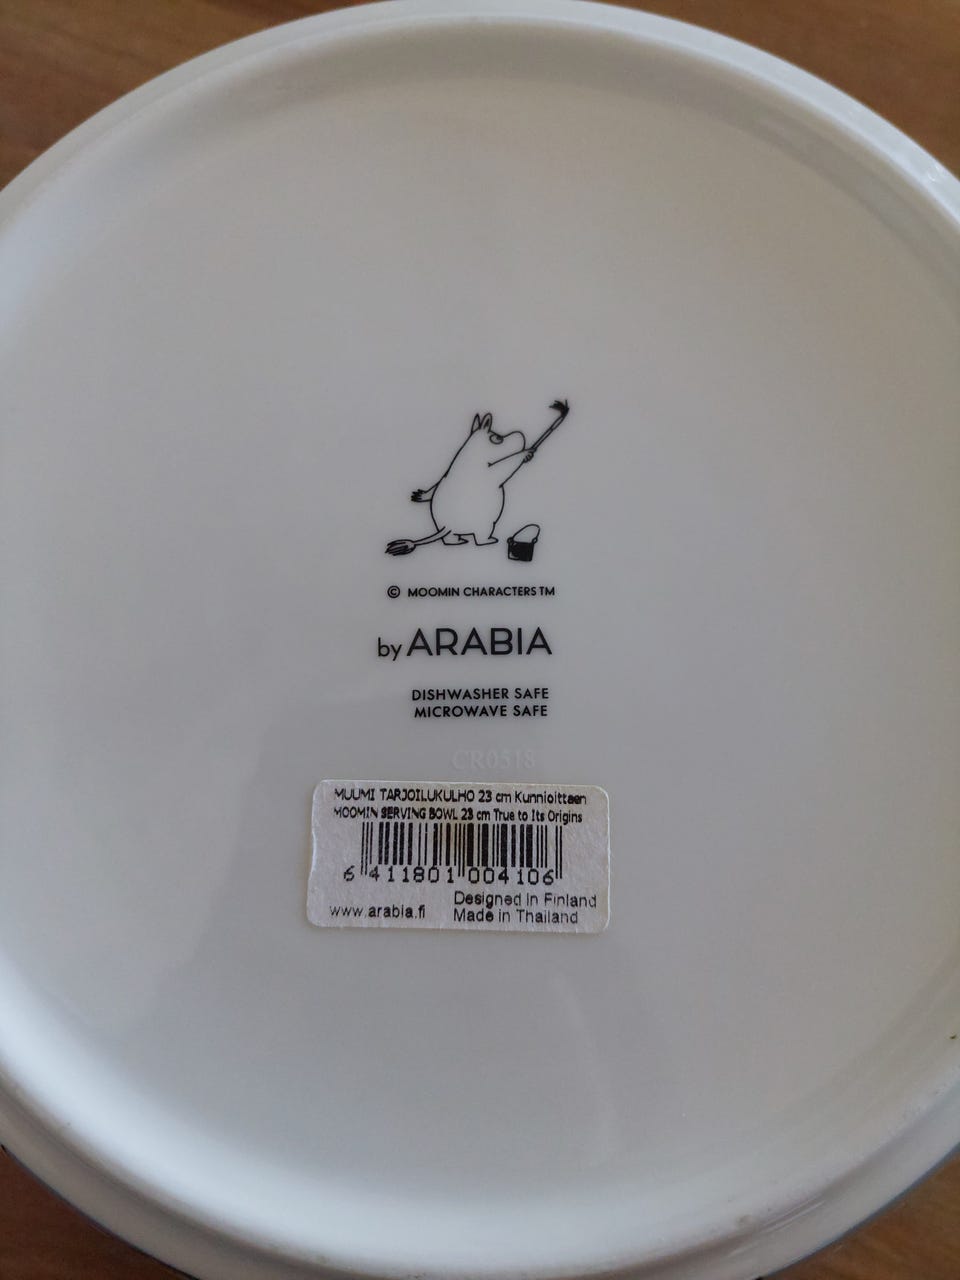 © MOOMIN CHARACTERS TM
by ARABIA
DISHWASHER SAFE
MICROWAVE SAFE
CR0518
MUUMI TARJOILUKULHO 23 cm Kunnioittaen
MOOMIN SERVING BOWL 23 cm True to Its Origins
6 411801 004106
Designed in Finland
www.arabia.fi Made in Thailand